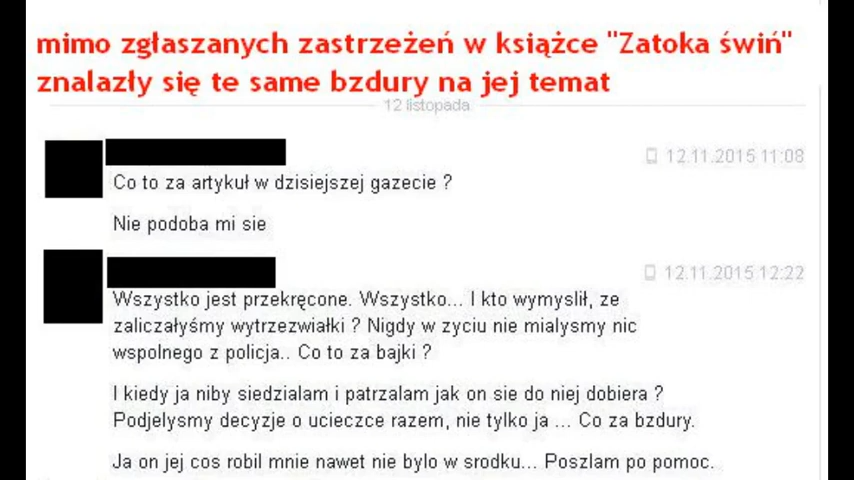 mimo zgłaszanych zastrzeżeń w książce "Zatoka świń"
znalazły się te same bzdury na jej temat
12 listopada
12.11.2015 11:08
Co to za artykuł w dzisiejszej gazecie ?
Nie podoba mi sie
12.11.2015 12:22
Wszystko jest przekręcone. Wszystko... I kto wymyslił, ze
zaliczałyśmy wytrzezwiałki ? Nigdy w zyciu nie mialysmy nic
wspolnego z policja.. Co to za bajki ?
I kiedy ja niby siedzialam i patrzalam jak on sie do niej dobiera ?
Podjelysmy decyzje o ucieczce razem, nie tylko ja ... Co za bzdury.
Ja on jej cos robil mnie nawet nie bylo w srodku... Poszlam po pomoc.